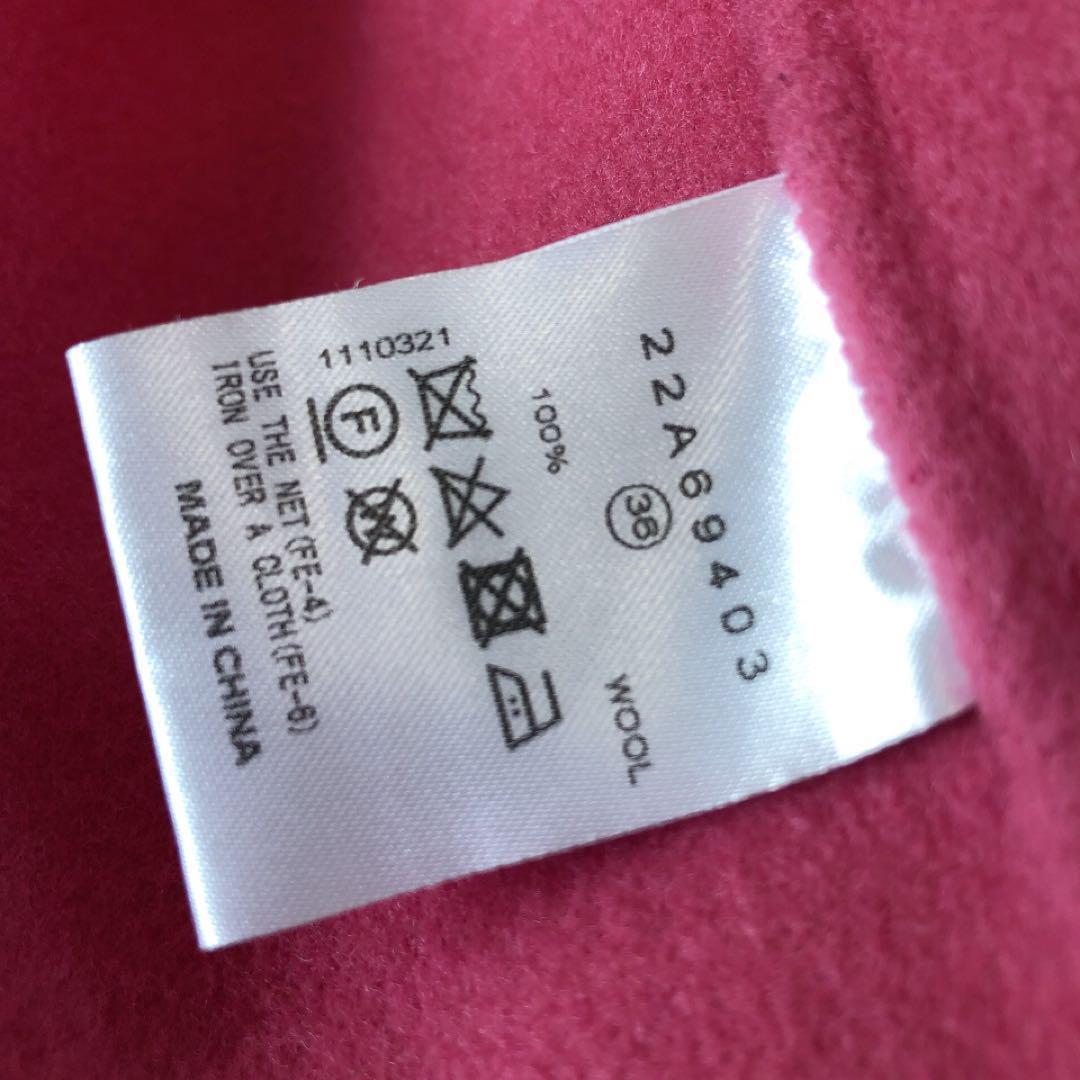 22A69403
36
100% WOOL
1110321
F
W
USE THE NET(FE-4)
IRON OVER A CLOTH(FE-6)
MADE IN CHINA